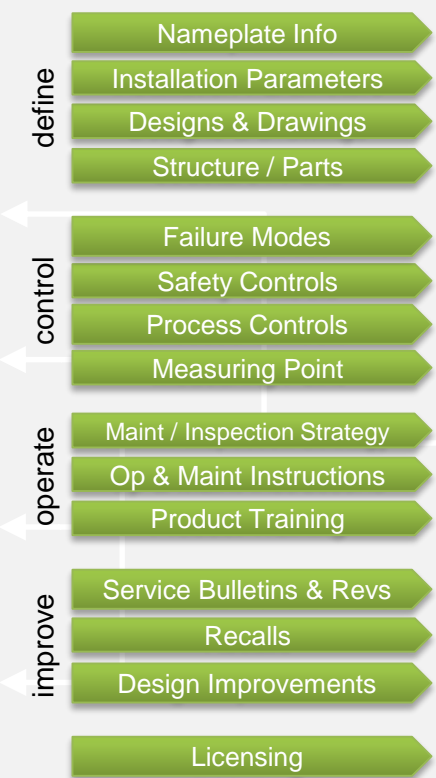 define
Nameplate Info
Installation Parameters
Designs & Drawings
Structure / Parts
control
Failure Modes
Safety Controls
Process Controls
Measuring Point
operate
Maint / Inspection Strategy
Op & Maint Instructions
Product Training
improve
Service Bulletins & Revs
Recalls
Design Improvements
Licensing